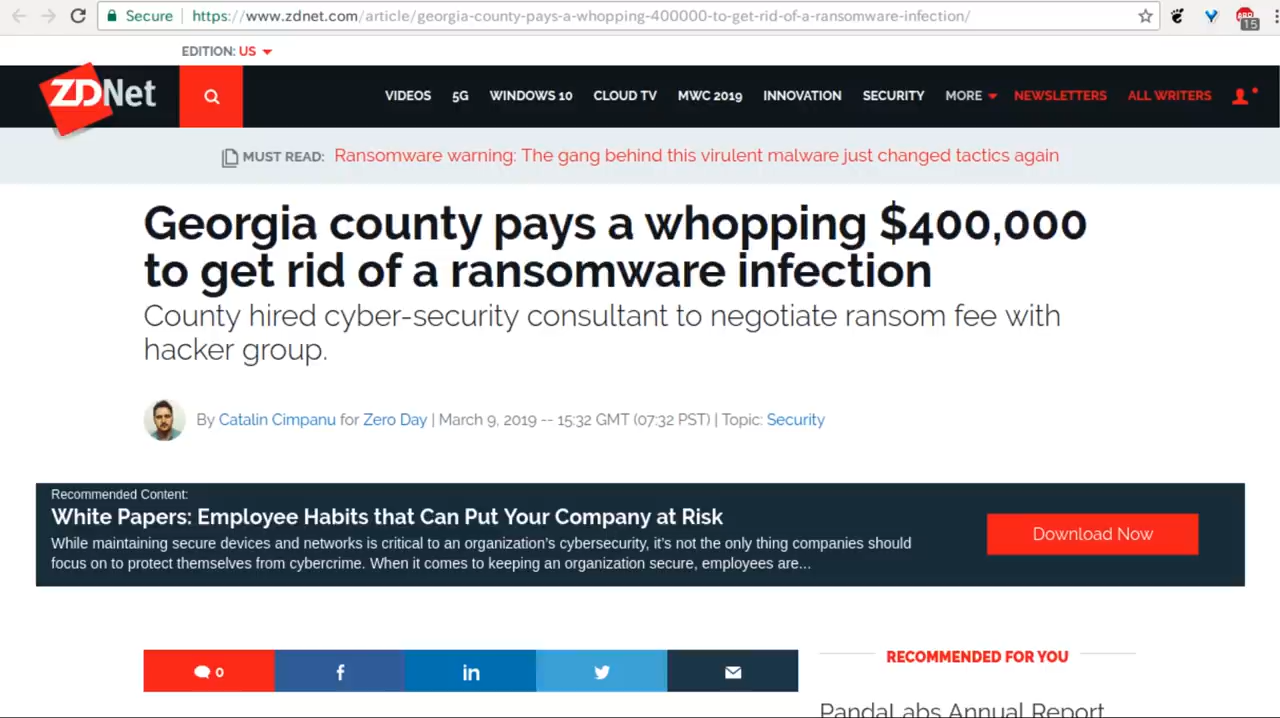 Secure https://www.zdnet.com/article/georgia-county-pays-a-whopping-400000-to-get-rid-of-a-ransomware-infection/
15
EDITION: US
ZDNet VIDEOS 5G WINDOWS 10 CLOUD TV MWC 2019 INNOVATION SECURITY MORE NEWSLETTERS ALL WRITERS
MUST READ: Ransomware warning: The gang behind this virulent malware just changed tactics again
Georgia county pays a whopping $400,000
to get rid of a ransomware infection
County hired cyber-security consultant to negotiate ransom fee with
hacker group.
By Catalin Cimpanu for Zero Day | March 9, 2019 -- 15:32 GMT (07:32 PST) | Topic: Security
Recommended Content:
White Papers: Employee Habits that Can Put Your Company at Risk
While maintaining secure devices and networks is critical to an organization's cybersecurity, it's not the only thing companies should
focus on to protect themselves from cybercrime. When it comes to keeping an organization secure, employees are...
Download Now
0 f in
RECOMMENDED FOR YOU
PandaLabs Annual Report